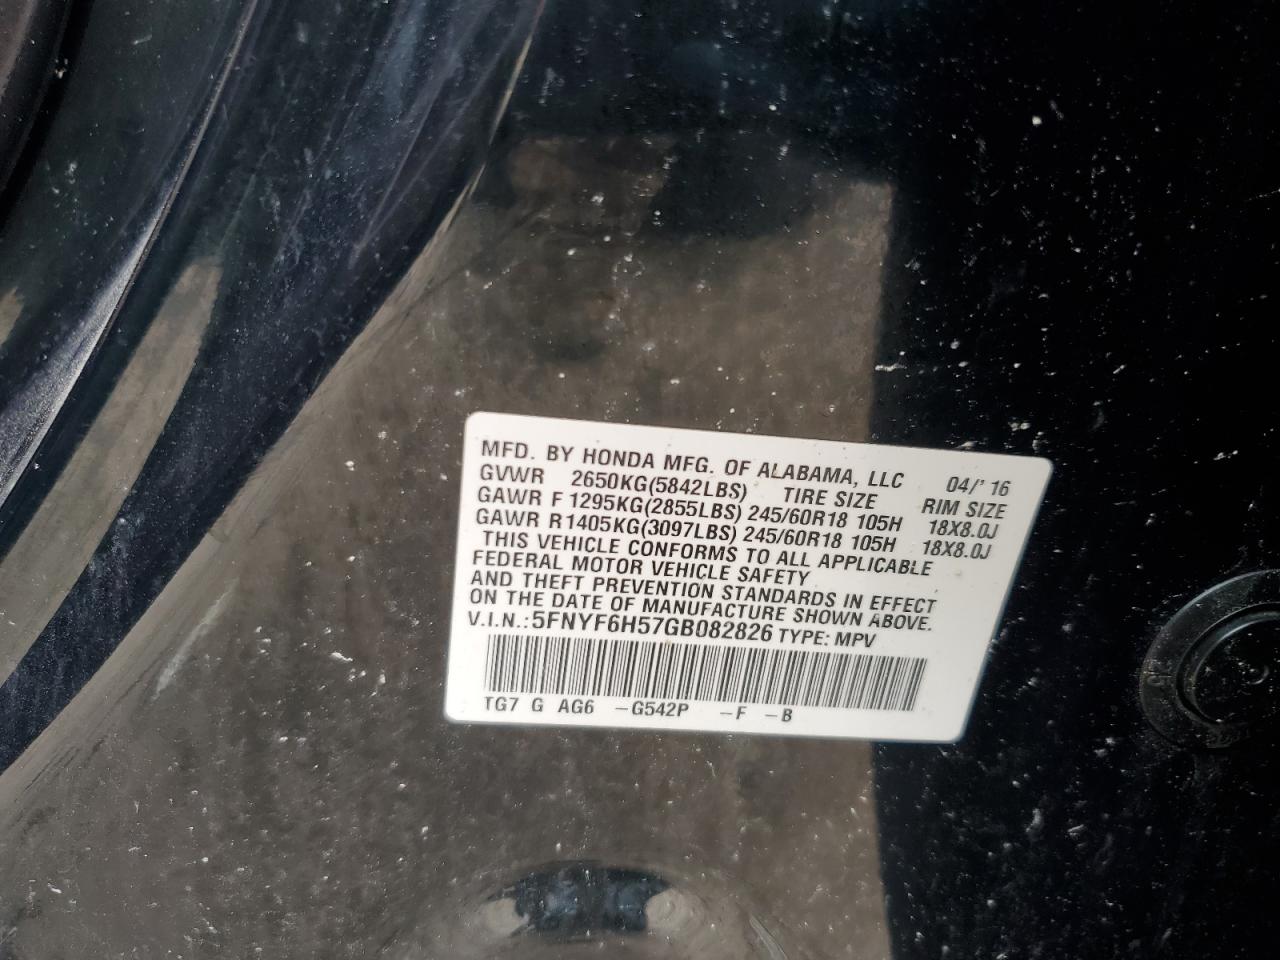 MFD. BY HONDA MFG. OF ALABAMA, LLC 04/'16
GVWR 2650KG(5842LBS) TIRE SIZE RIM SIZE
GAWR F 1295KG(2855LBS) 245/60R18 105H 18X8.0J
GAWR R1405KG(3097LBS) 245/60R18 105H 18X8.0J
THIS VEHICLE CONFORMS TO ALL APPLICABLE
FEDERAL MOTOR VEHICLE SAFETY
AND THEFT PREVENTION STANDARDS IN EFFECT
ON THE DATE OF MANUFACTURE SHOWN ABOVE.
V.I.N.:5FNYF6H57GB082826 TYPE: MPV
TG7 G AG6 -G542P -F -B